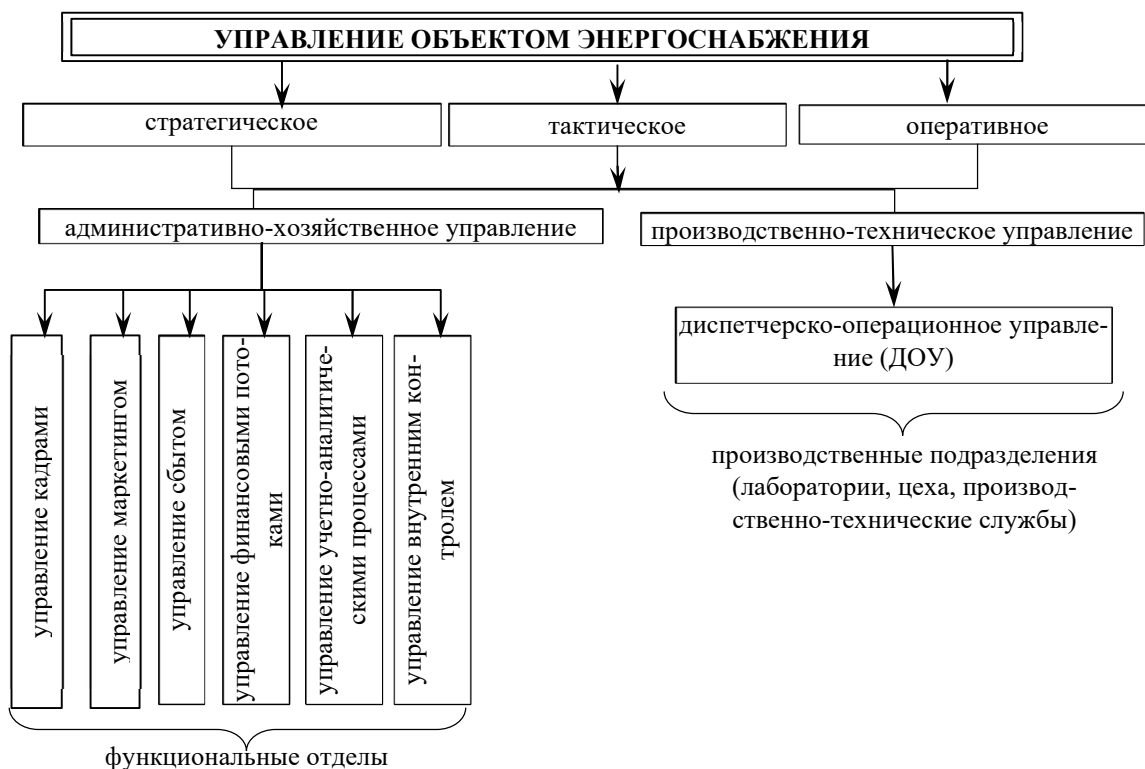 УПРАВЛЕНИЕ ОБЪЕКТОМ ЭНЕРГОСНАБЖЕНИЯ
стратегическое
тактическое
оперативное
административно-хозяйственное управление
производственно-техническое управление
управление кадрами
управление маркетингом
управление сбытом
управление финансовыми пото-
ками
управление учетно-аналитиче-
скими процессами
управление внутренним кон-
тролем
функциональные отделы
диспетчерско-операционное управле-
ние (ДОУ)
производственные подразделения
(лаборатории, цеха, производ-
ственно-технические службы)